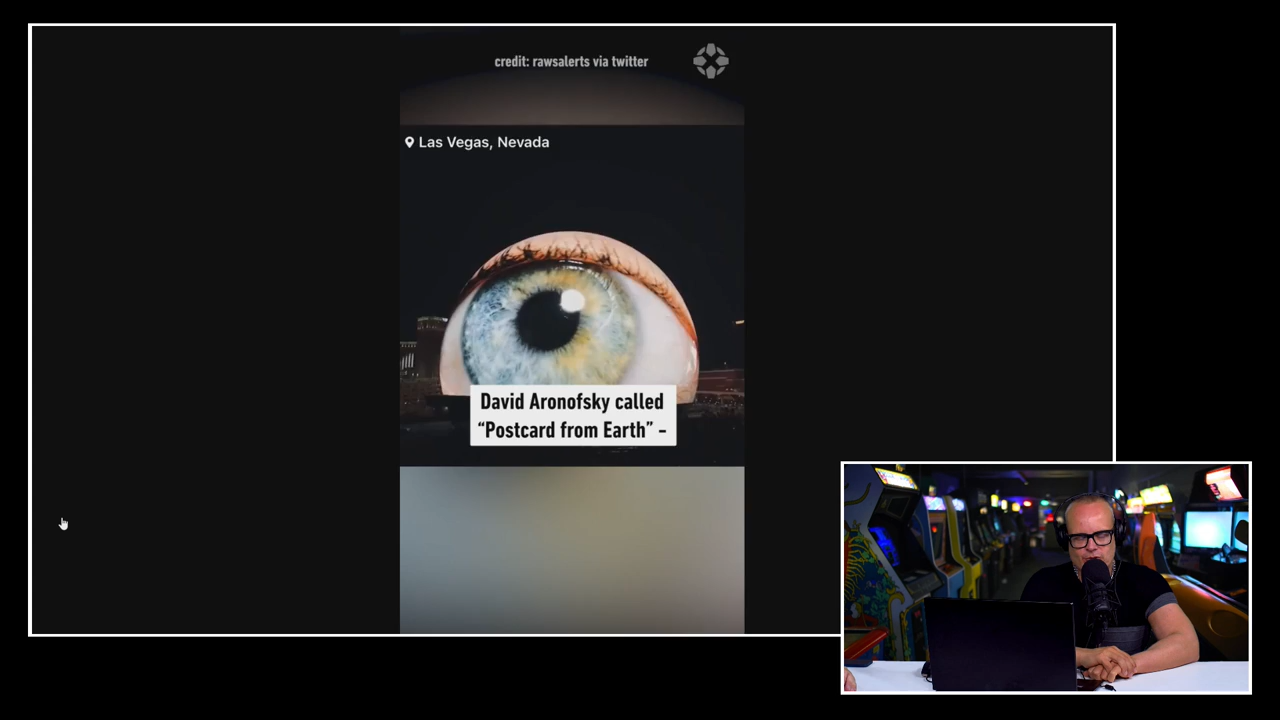 credit: rawsalerts via twitter
Las Vegas, Nevada
David Aronofsky called
“Postcard from Earth” –